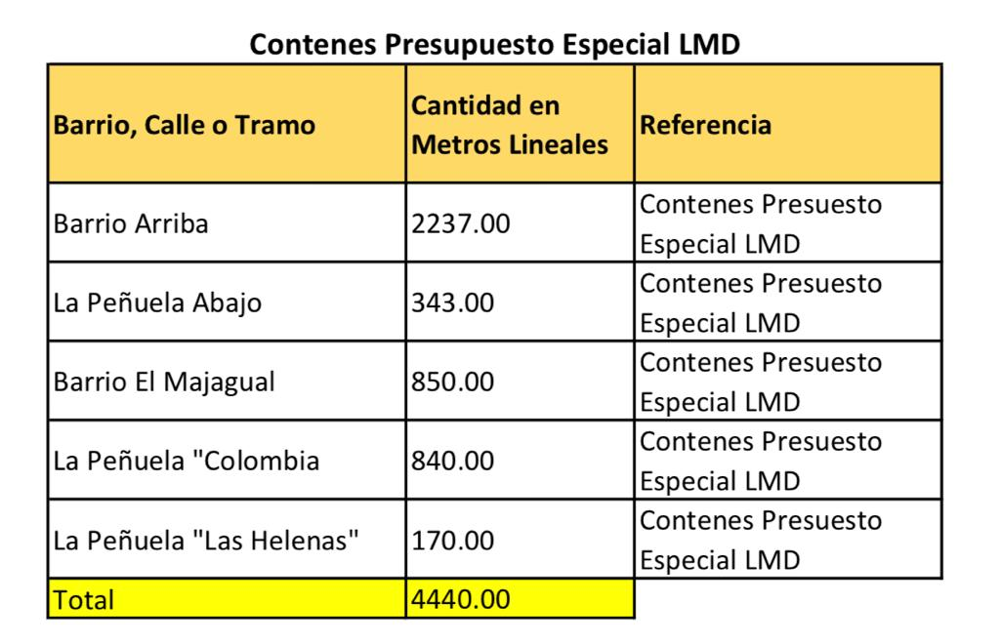 Contenes Presupuesto Especial LMD
Barrio, Calle o Tramo
Cantidad en
Metros Lineales
Referencia
Barrio Arriba
2237.00
Contenes Presuesto
Especial LMD
La Peñuela Abajo
343.00
Contenes Presuesto
Especial LMD
Barrio El Majagual
850.00
Contenes Presuesto
Especial LMD
La Peñuela "Colombia
840.00
Contenes Presuesto
Especial LMD
La Peñuela "Las Helenas"
170.00
Contenes Presuesto
Especial LMD
Total
4440.00